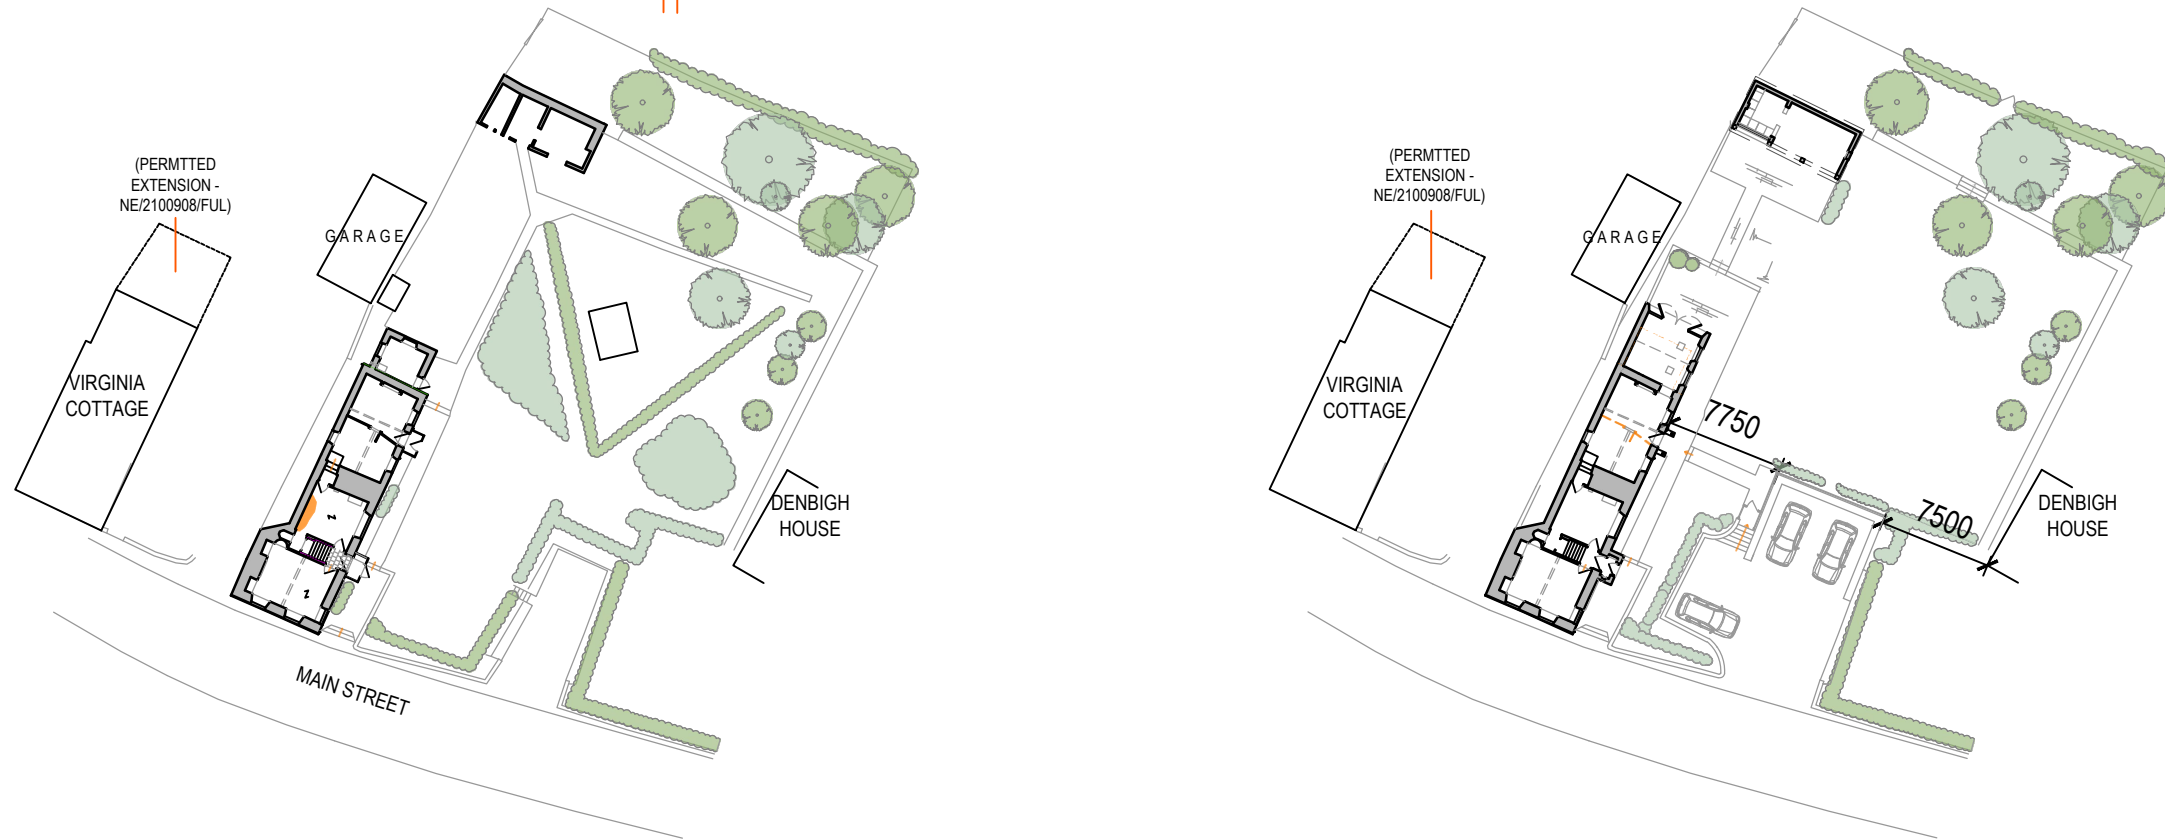 (PERMTTED
EXTENSION -
NE/2100908/FUL)
GARAGE
VIRGINIA
COTTAGE
DENBIGH
HOUSE
MAIN STREET
(PERMTTED
EXTENSION -
NE/2100908/FUL)
GARAGE
VIRGINIA
COTTAGE
7750
7500
DENBIGH
HOUSE